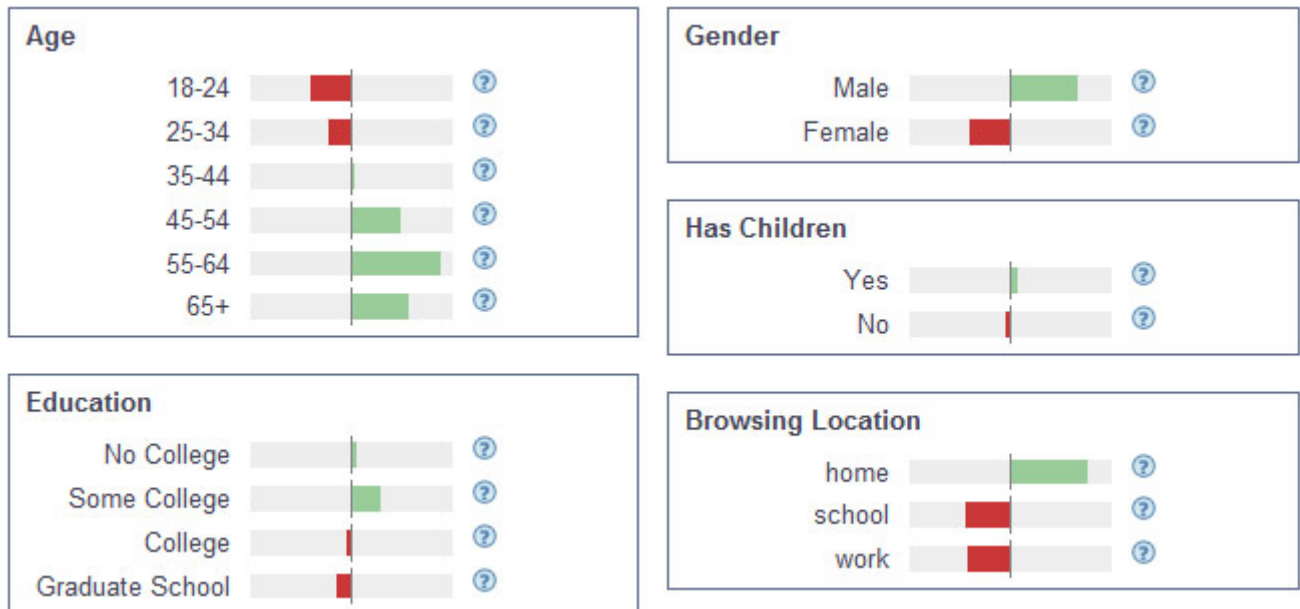 Age
18-24
25-34
35-44
45-54
55-64
65+
Education
No College
Some College
College
Graduate School
Gender
Male
Female
Has Children
Yes
No
Browsing Location
home
school
work